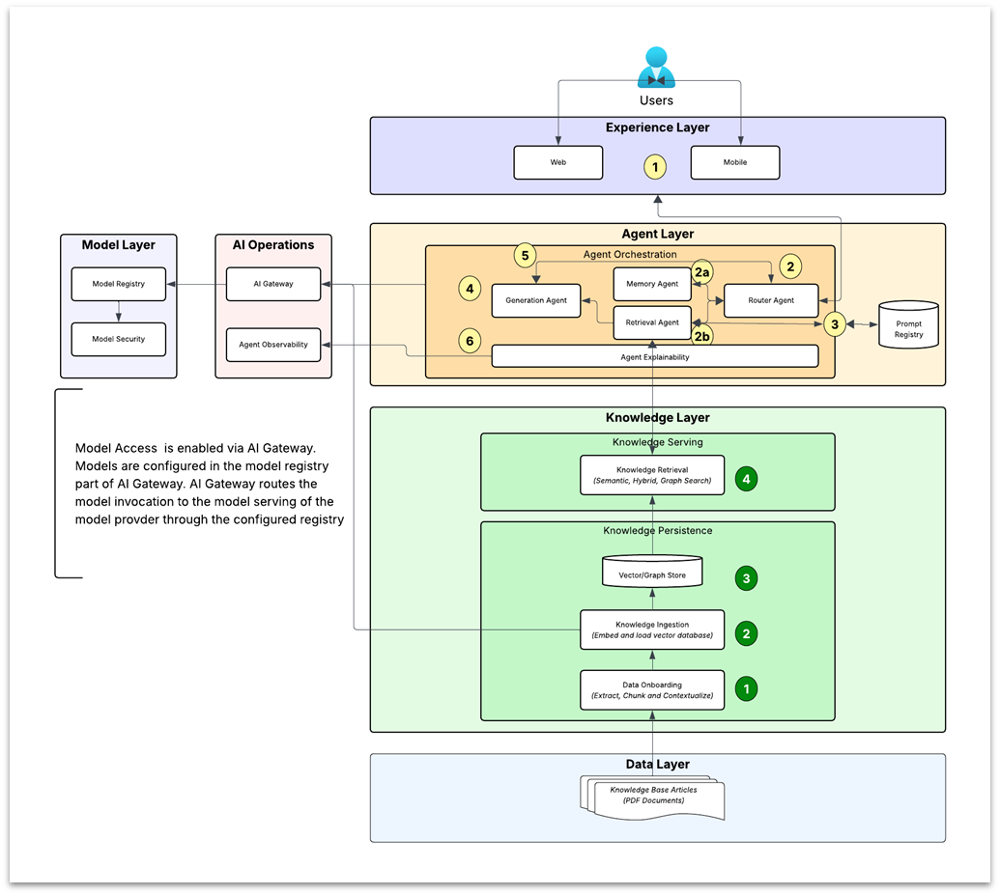 Users
Experience Layer
Web
1
Mobile
Agent Layer
Agent Orchestration
5
2
2a
Memory Agent
4
Generation Agent
Router Agent
Retrieval Agent
3
2b
6
Agent Explainability
Prompt
Registry
Model Layer
Model Registry
Model Security
AI Operations
AI Gateway
Agent Observability
Model Access  is enabled via AI Gateway.
Models are configured in the model registry
part of AI Gateway. AI Gateway routes the
model invocation to the model serving of the
model provder through the configured registry
Knowledge Layer
Knowledge Serving
Knowledge Retrieval
(Semantic, Hybrid, Graph Search)
4
Knowledge Persistence
Vector/Graph Store
3
Knowledge Ingestion
(Embed and load vector database)
2
Data Onboarding
(Extract, Chunk and Contextualize)
1
Data Layer
Knowledge Base Articles
(PDF Documents)